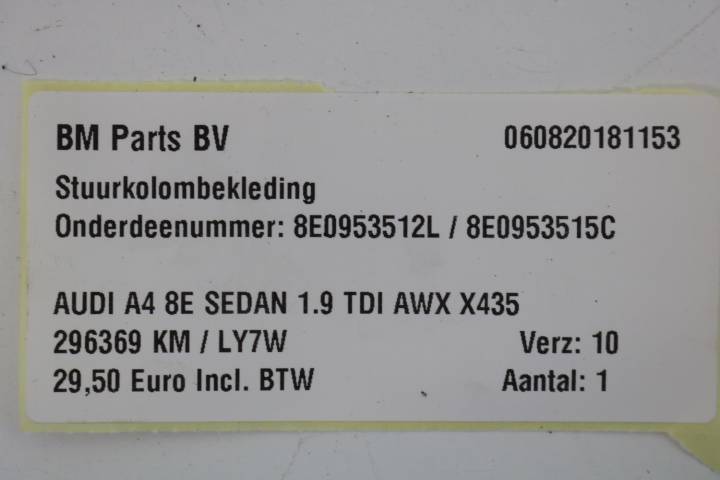 BM Parts BV 060820181153
Stuurkolombekleding
Onderdeenummer: 8E0953512L / 8E0953515C
AUDI A4 8E SEDAN 1.9 TDI AWX X435
296369 KM / LY7W Verz: 10
29,50 Euro Incl. BTW Aantal: 1